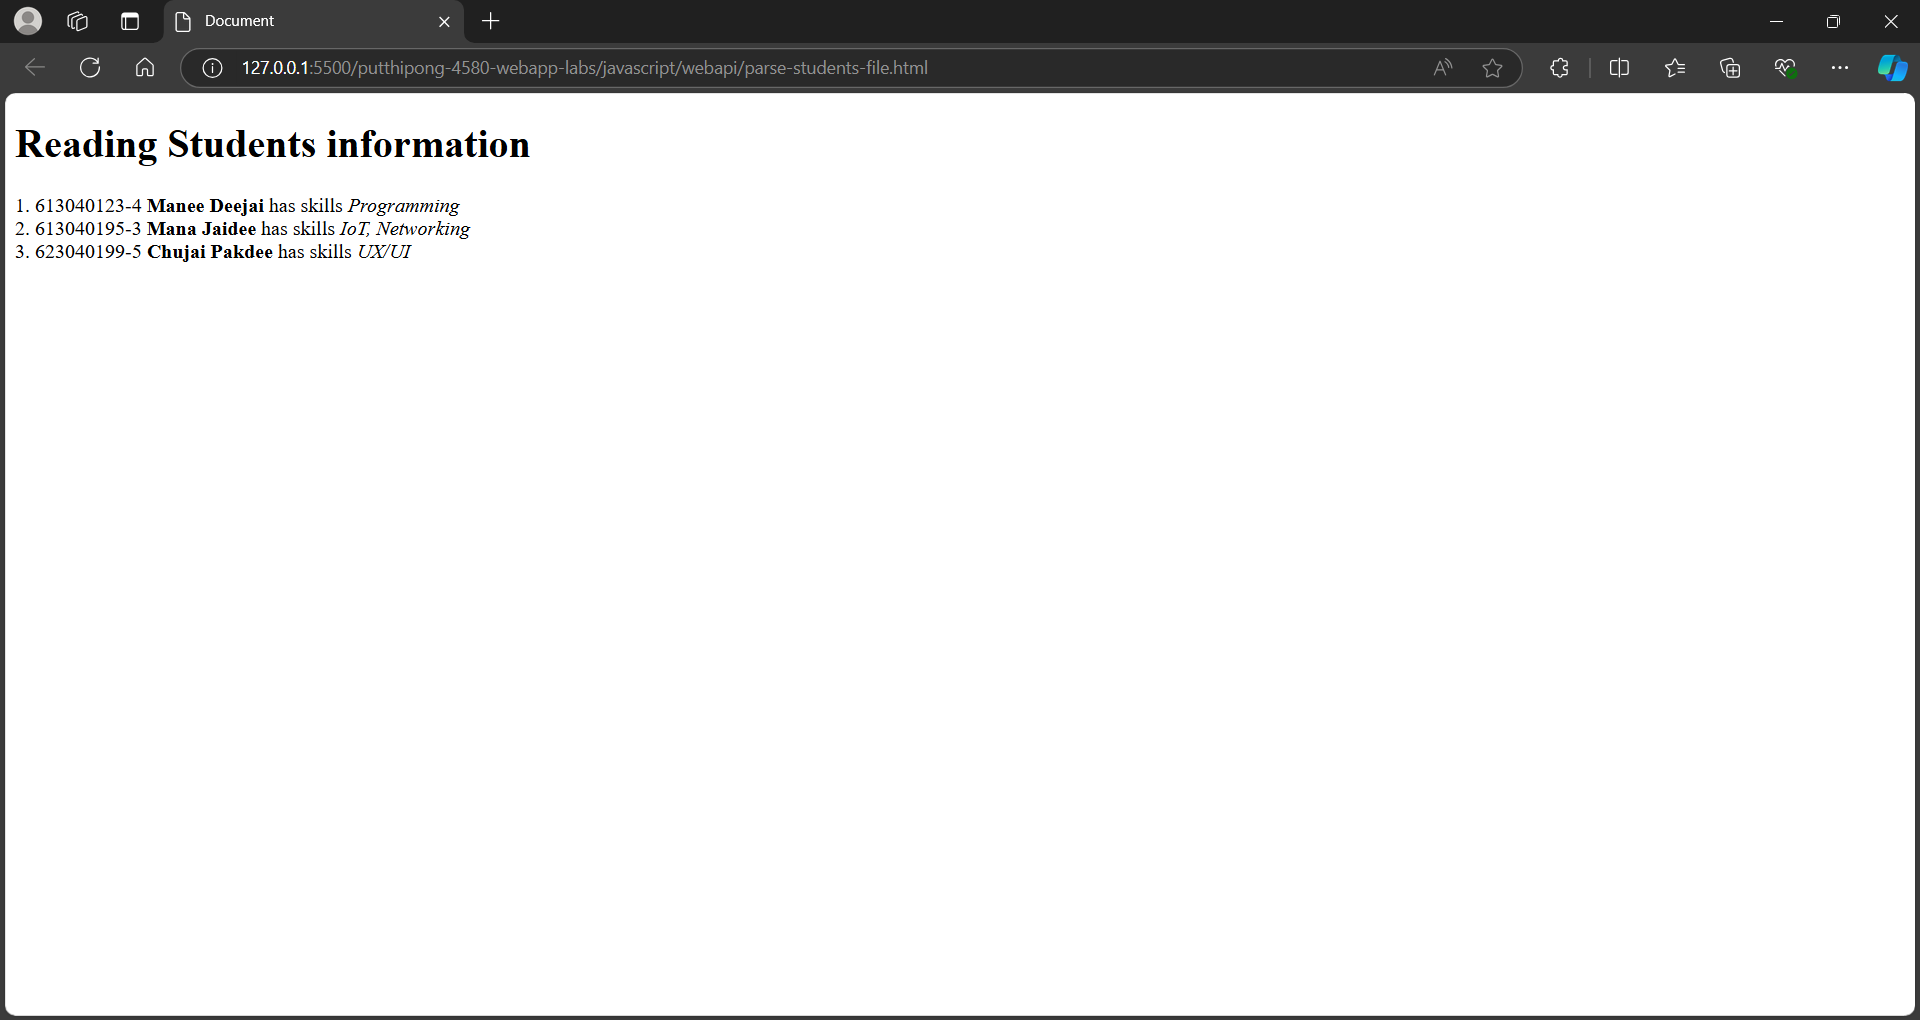 Document
127.0.0.1:5500/putthipong-4580-webapp-labs/javascript/webapi/parse-students-file.html
Reading Students information
1. 613040123-4 Manee Deejai has skills Programming
2. 613040195-3 Mana Jaidee has skills IoT, Networking
3. 623040199-5 Chujai Pakdee has skills UX/UI